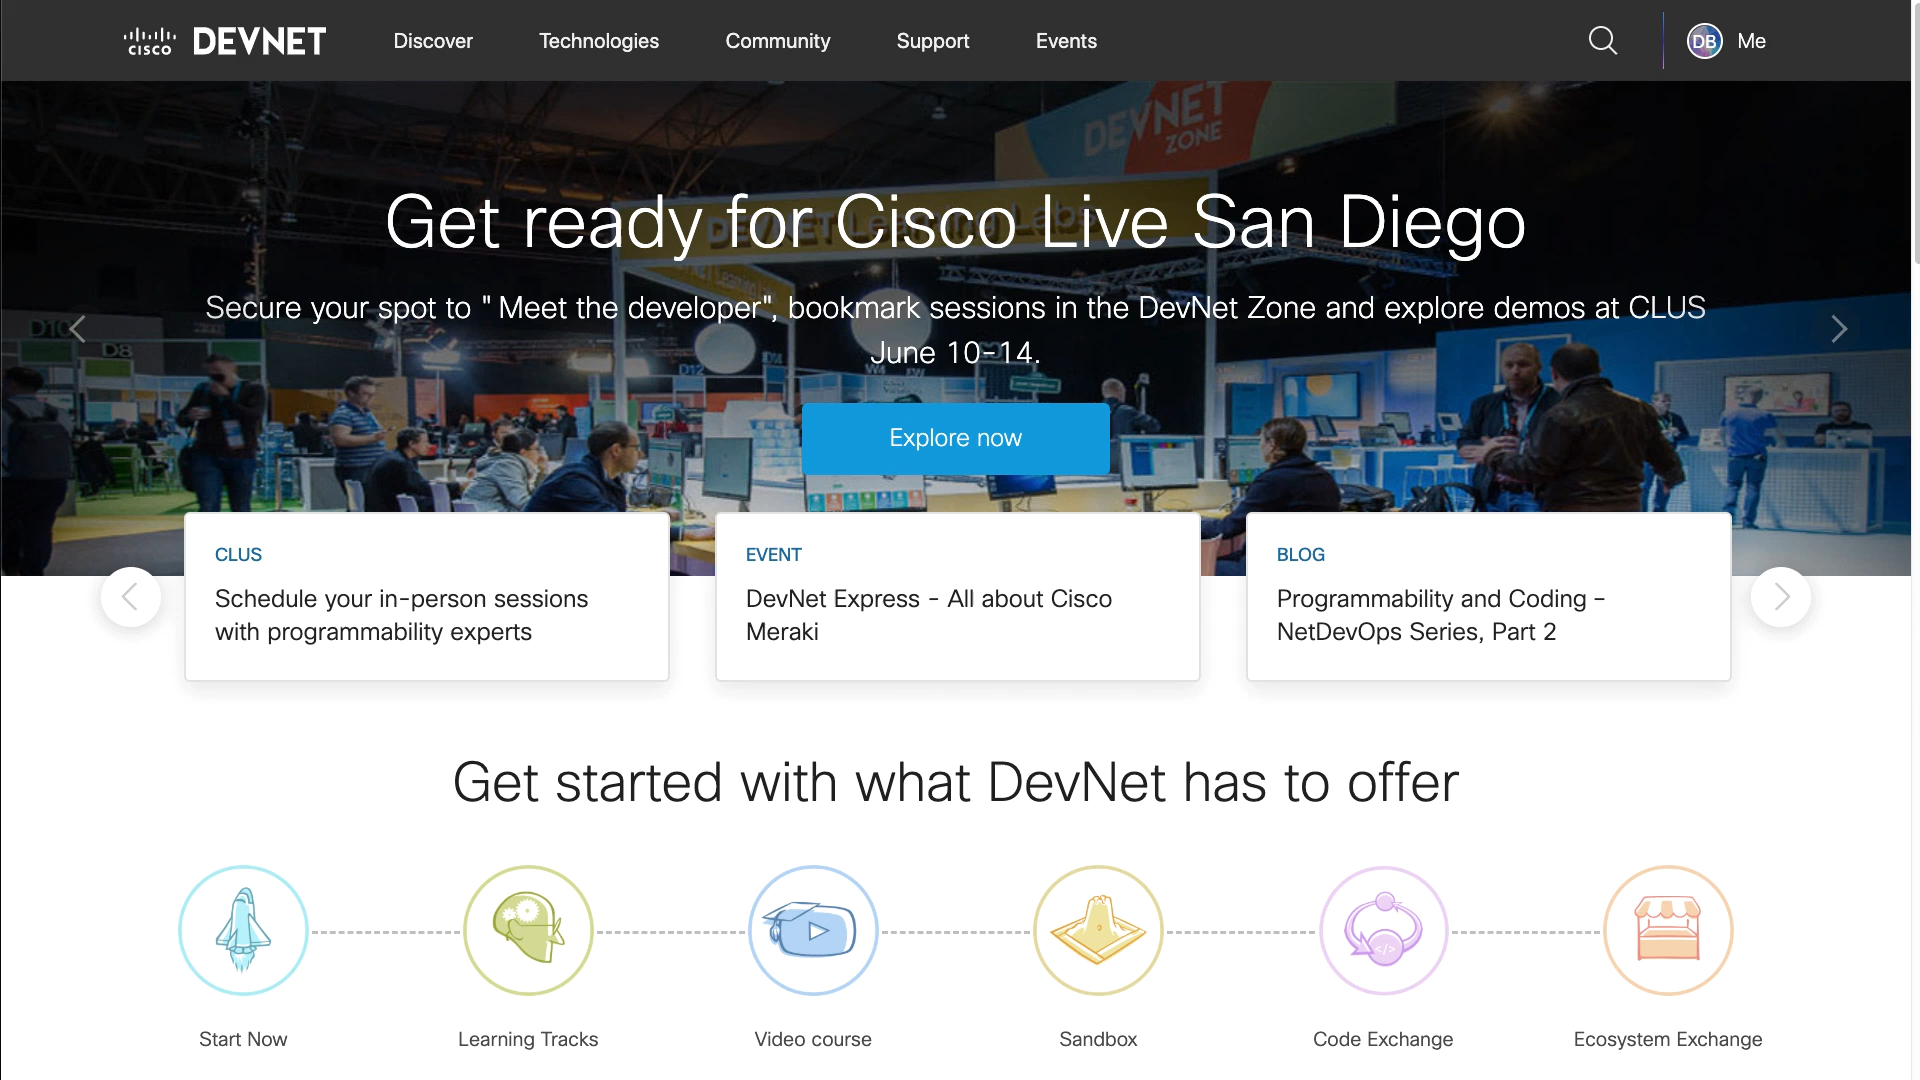 CISCO DEVNET Discover Technologies Community Support Events DB Me
DEVNET
ZONE
Get ready for Cisco Live San Diego
Secure your spot to "Meet the developer", bookmark sessions in the DevNet Zone and explore demos at CLUS
June 10-14.
D10
D8
D12
Explore now
CLUS
Schedule your in-person sessions
with programmability experts
EVENT
DevNet Express - All about Cisco
Meraki
BLOG
Programmability and Coding -
NetDevOps Series, Part 2
Get started with what DevNet has to offer
Start Now
Learning Tracks
Video course
Sandbox
</>
Code Exchange
Ecosystem Exchange